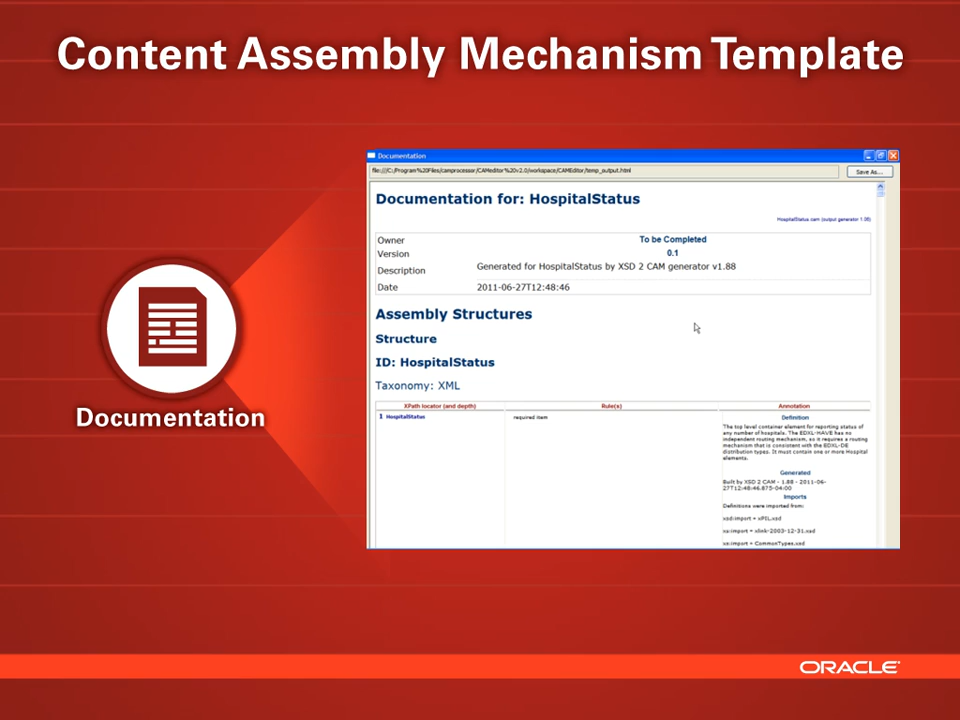 Content Assembly Mechanism Template
Documentation
file:///C:/Program%20Files/camprocessor/CAMeditor%20v2.0/workspace/CAMEditor/temp_output.html
Save As...
Documentation for: HospitalStatus
HospitalStatus.cam (output generator 1.08)
Owner To be Completed
Version 0.1
Description Generated for HospitalStatus by XSD 2 CAM generator v1.88
Date 2011-06-27T12:48:46
Assembly Structures
Structure
ID: HospitalStatus
Taxonomy: XML
XPath locator (and depth) Rule(s) Annotation
1 HospitalStatus required item Definition
The top level container element for reporting status of
any number of hospitals. The EDXL-HAVE has no
independent routing mechanism, so it requires a routing
mechanism that is consistent with the EDXL-DE
distribution types. It must contain one or more Hospital
elements.
Generated
Built by XSD 2 CAM - 1.88 - 2011-06-
27T12:48:46.875-04:00
Imports
Definitions were imported from:
xsd:import = xPIL.xsd
xs:import = xlink-2003-12-31.xsd
xs:import = CommonTypes.xsd
Documentation
ORACLE